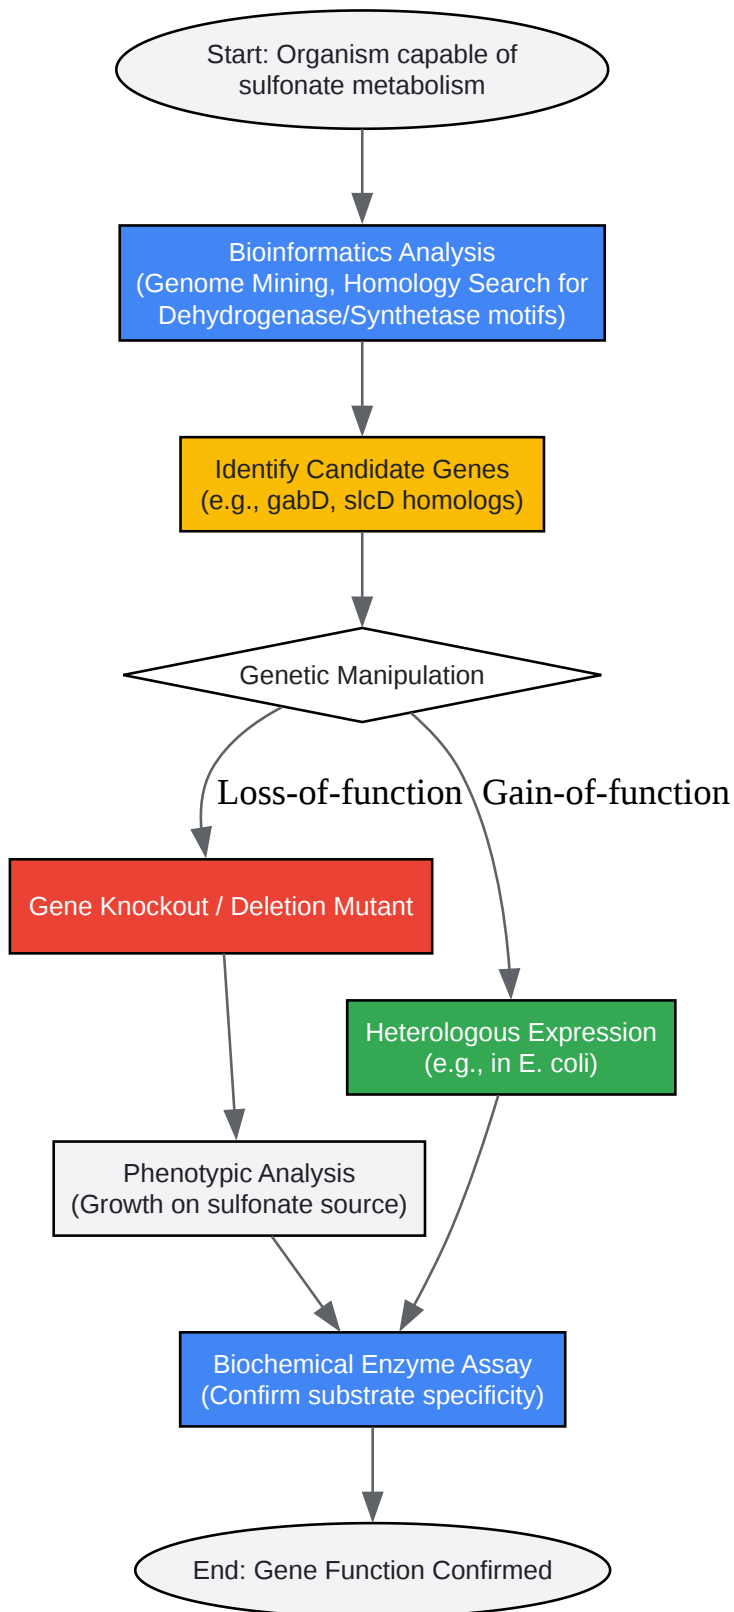 Start: Organism capable of
sulfonate metabolism
Bioinformatics Analysis
(Genome Mining, Homology Search for
Dehydrogenase/Synthetase motifs)
Identify Candidate Genes
(e.g., gabD, slcD homologs)
Genetic Manipulation
Loss-of-function
Gain-of-function
Gene Knockout / Deletion Mutant
Heterologous Expression
(e.g., in E. coli)
Phenotypic Analysis
(Growth on sulfonate source)
Biochemical Enzyme Assay
(Confirm substrate specificity)
End: Gene Function Confirmed